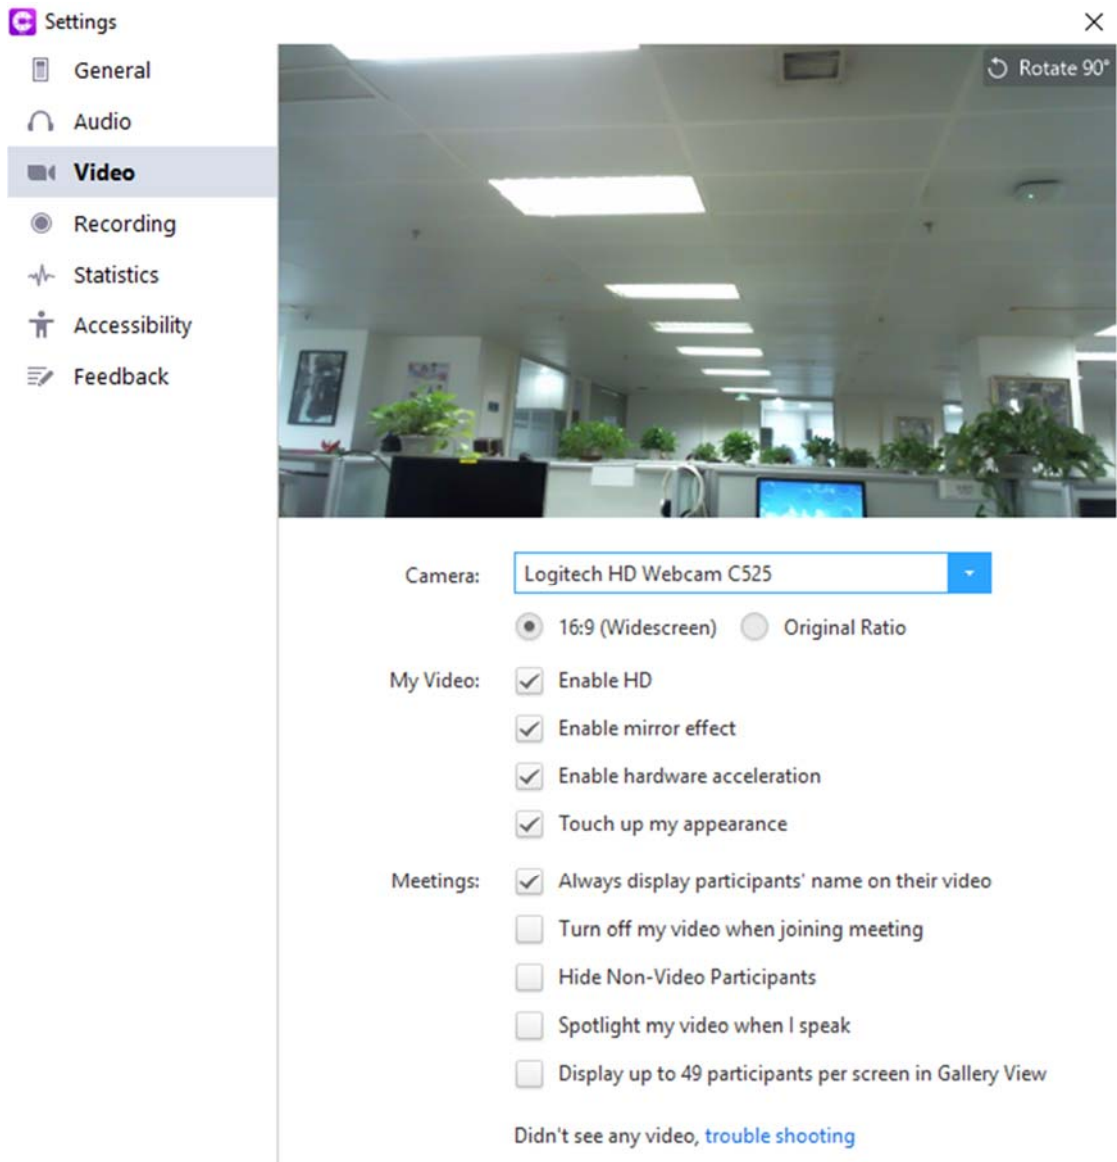 Settings
General
Audio
Video
Recording
Statistics
Accessibility
Feedback
Rotate 90°
Camera: Logitech HD Webcam C525
16:9 (Widescreen) Original Ratio
My Video: Enable HD
Enable mirror effect
Enable hardware acceleration
Touch up my appearance
Meetings: Always display participants' name on their video
Turn off my video when joining meeting
Hide Non-Video Participants
Spotlight my video when I speak
Display up to 49 participants per screen in Gallery View
Didn't see any video, trouble shooting